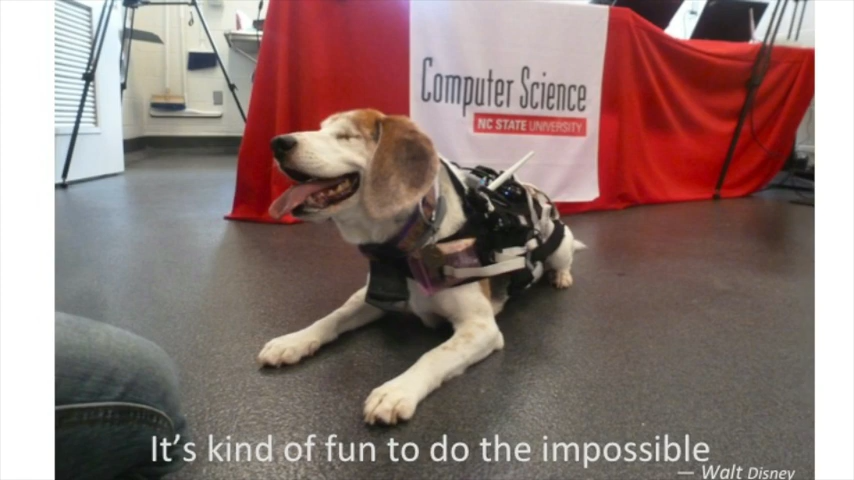 Computer Science
NC STATE UNIVERSITY
It's kind of fun to do the impossible
— Walt Disney